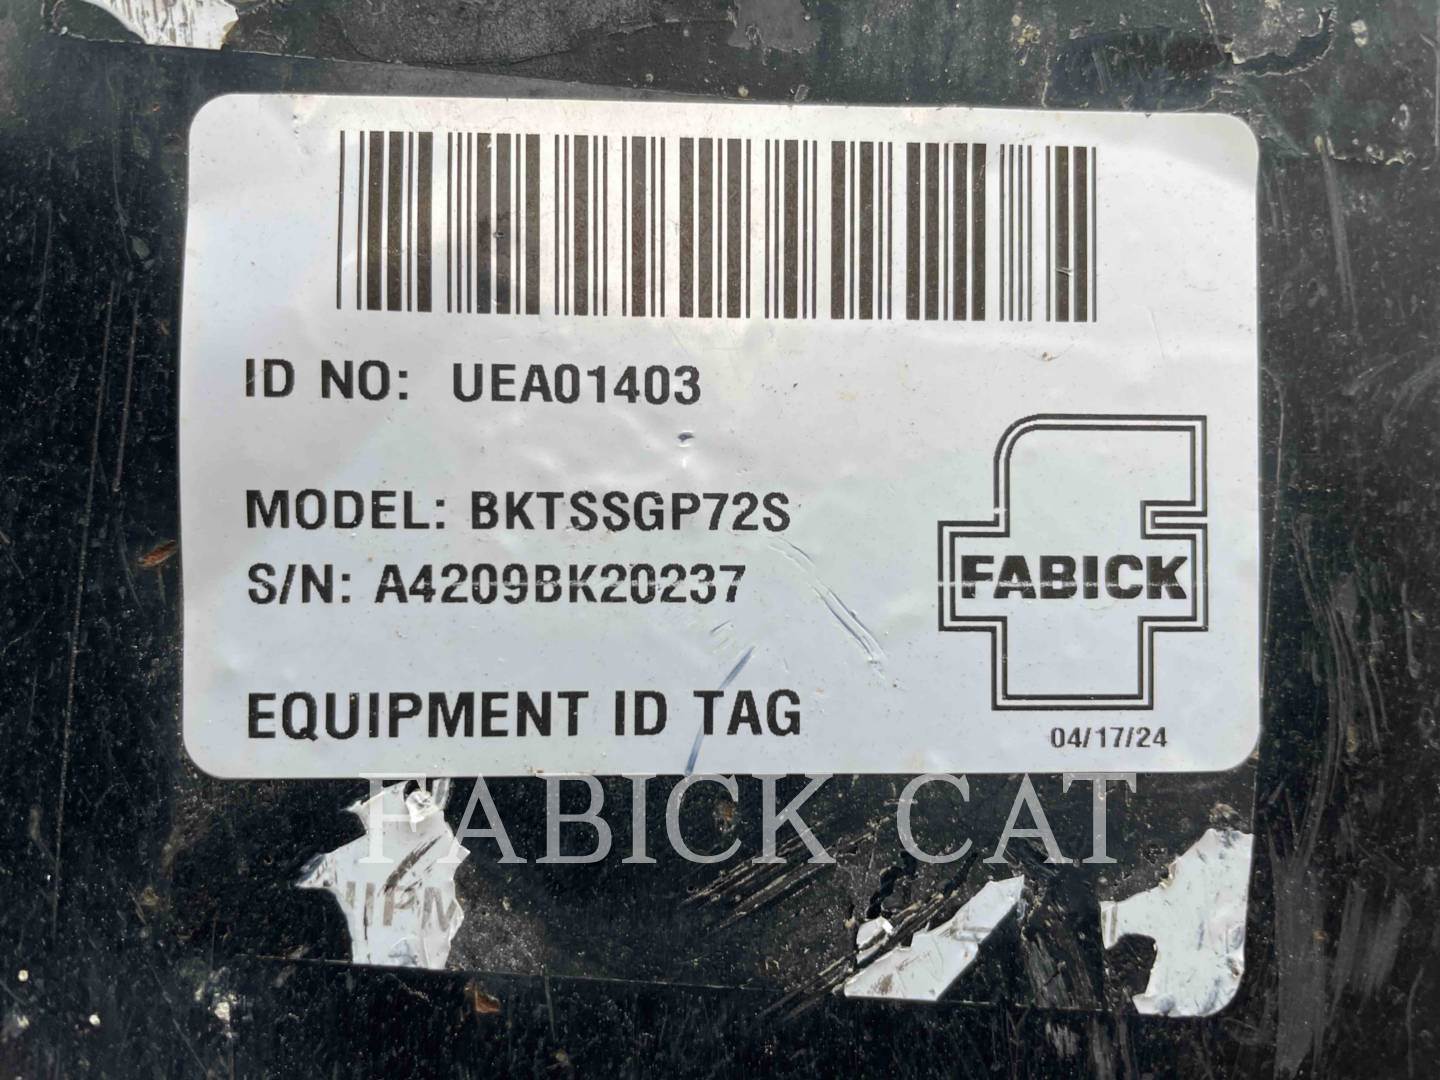 ID NO: UEA01403
MODEL: BKTSSGP72S
S/N: A4209BK20237
FABICK
EQUIPMENT ID TAG
04/17/24
FABICK CAT